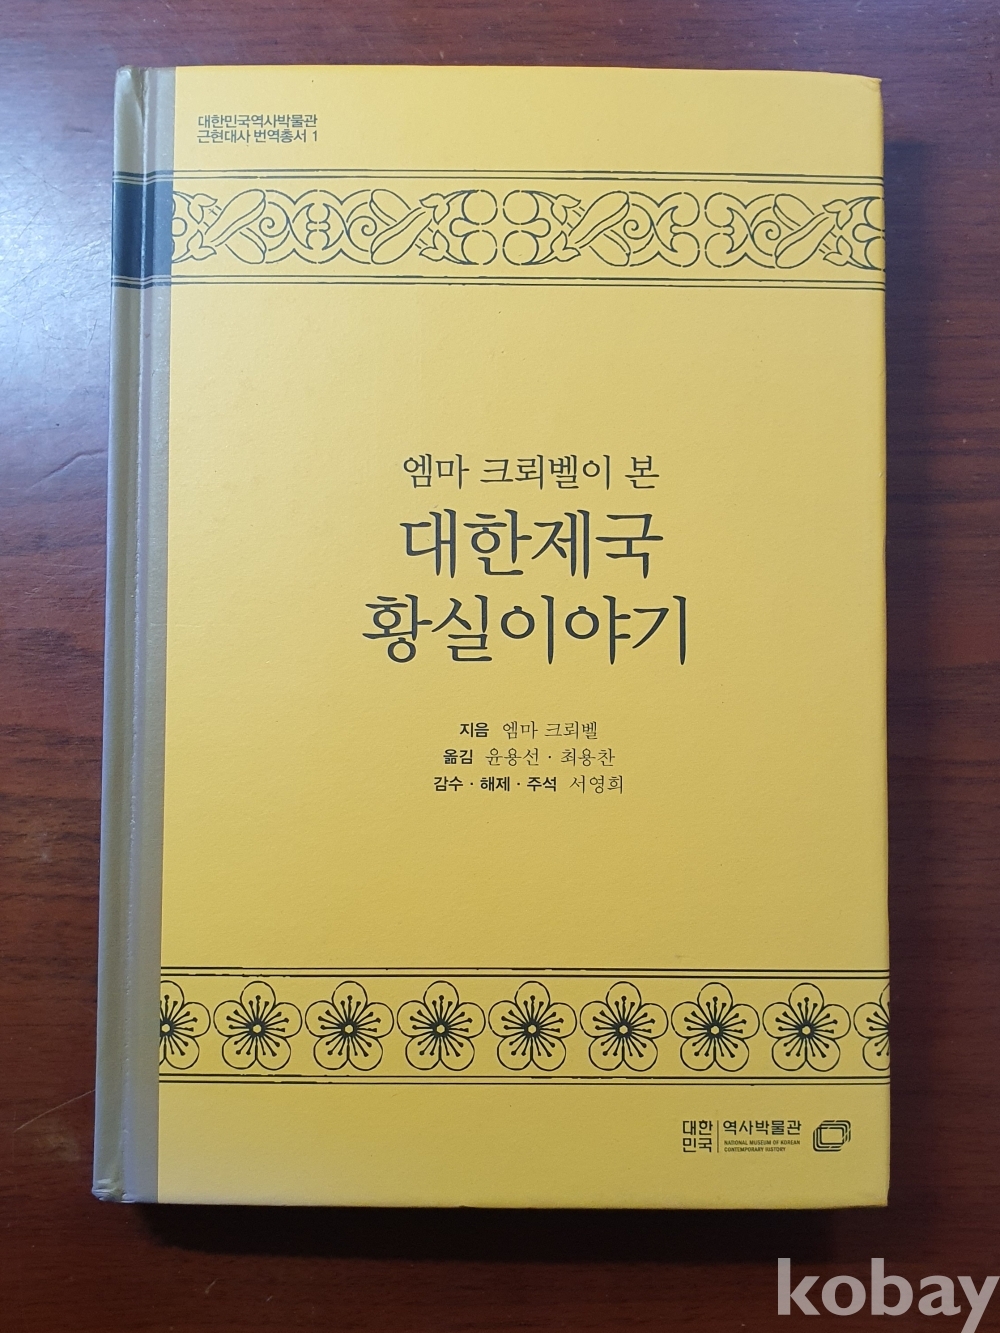 대한민국역사박물관
근현대사 번역총서 1
엠마 크뢰벨이 본
대한제국
황실이야기
지음 엠마 크뢰벨
옮김 윤용선 · 최용찬
감수 · 해제 · 주석 서영희
대한
민국
역사박물관
NATIONAL MUSEUM OF KOREAN
CONTEMPORARY HISTORY
kobay